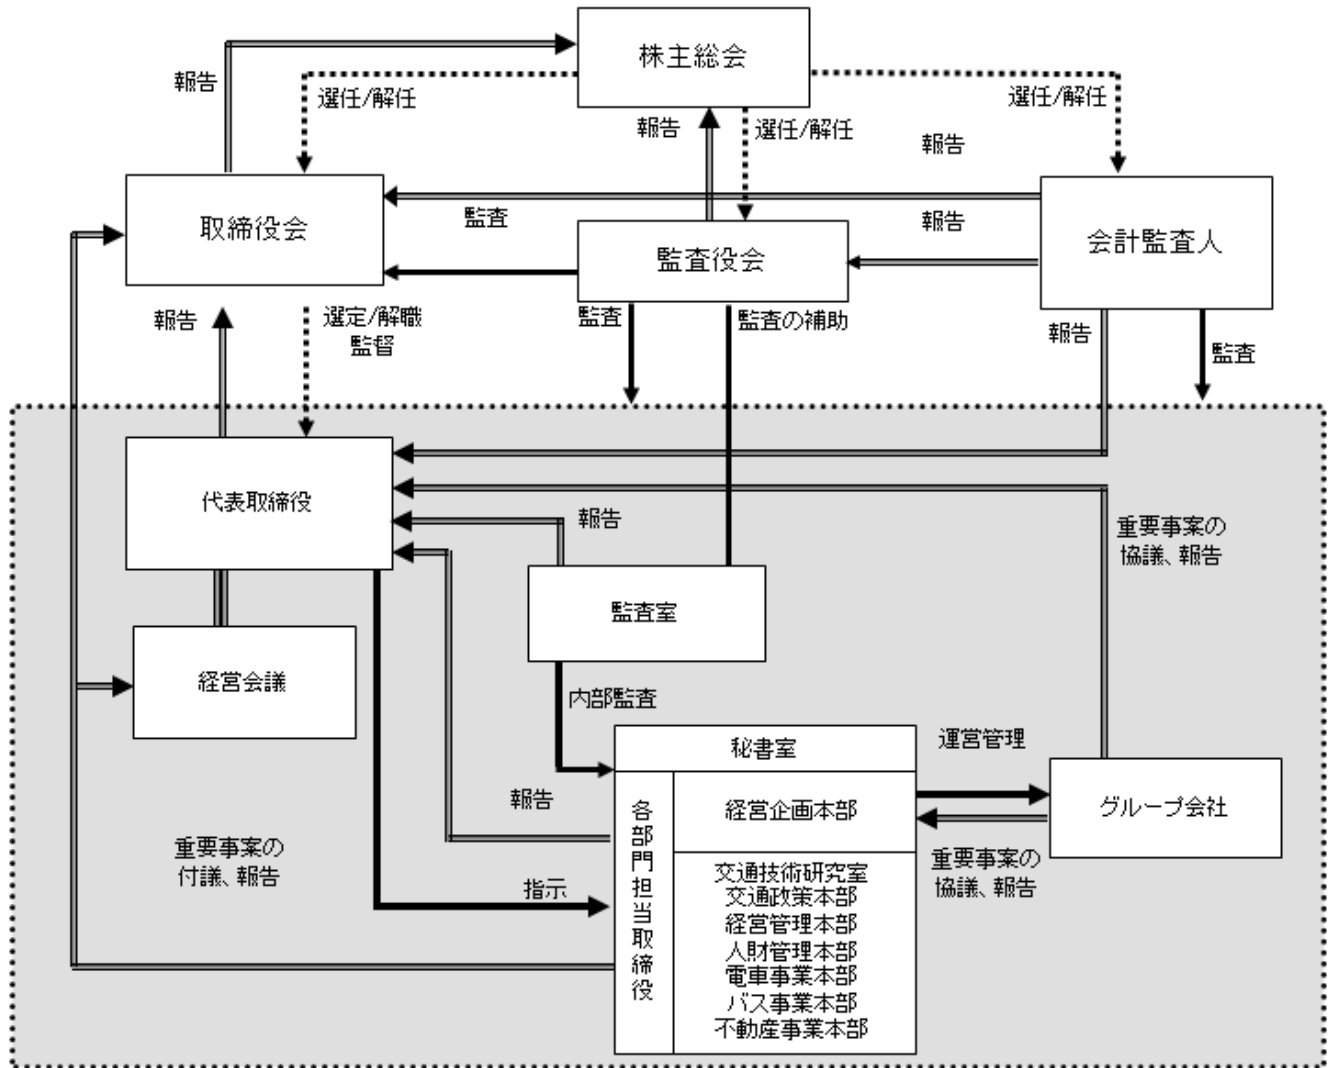 株主総会
報告
選任/解任
選任/解任
報告
選任/解任
報告
取締役会
監査
報告
会計監査人
監査役会
報告
選定/解職
監督
監査
監査の補助
報告
監査
代表取締役
報告
重要事案の
協議、報告
監査室
経営会議
内部監査
秘書室
運営管理
報告
各部門担当取締役
経営企画本部
グループ会社
重要事案の
付議、報告
重要事案の
協議、報告
指示
交通技術研究室
交通政策本部
経営管理本部
人財管理本部
電車事業本部
バス事業本部
不動産事業本部